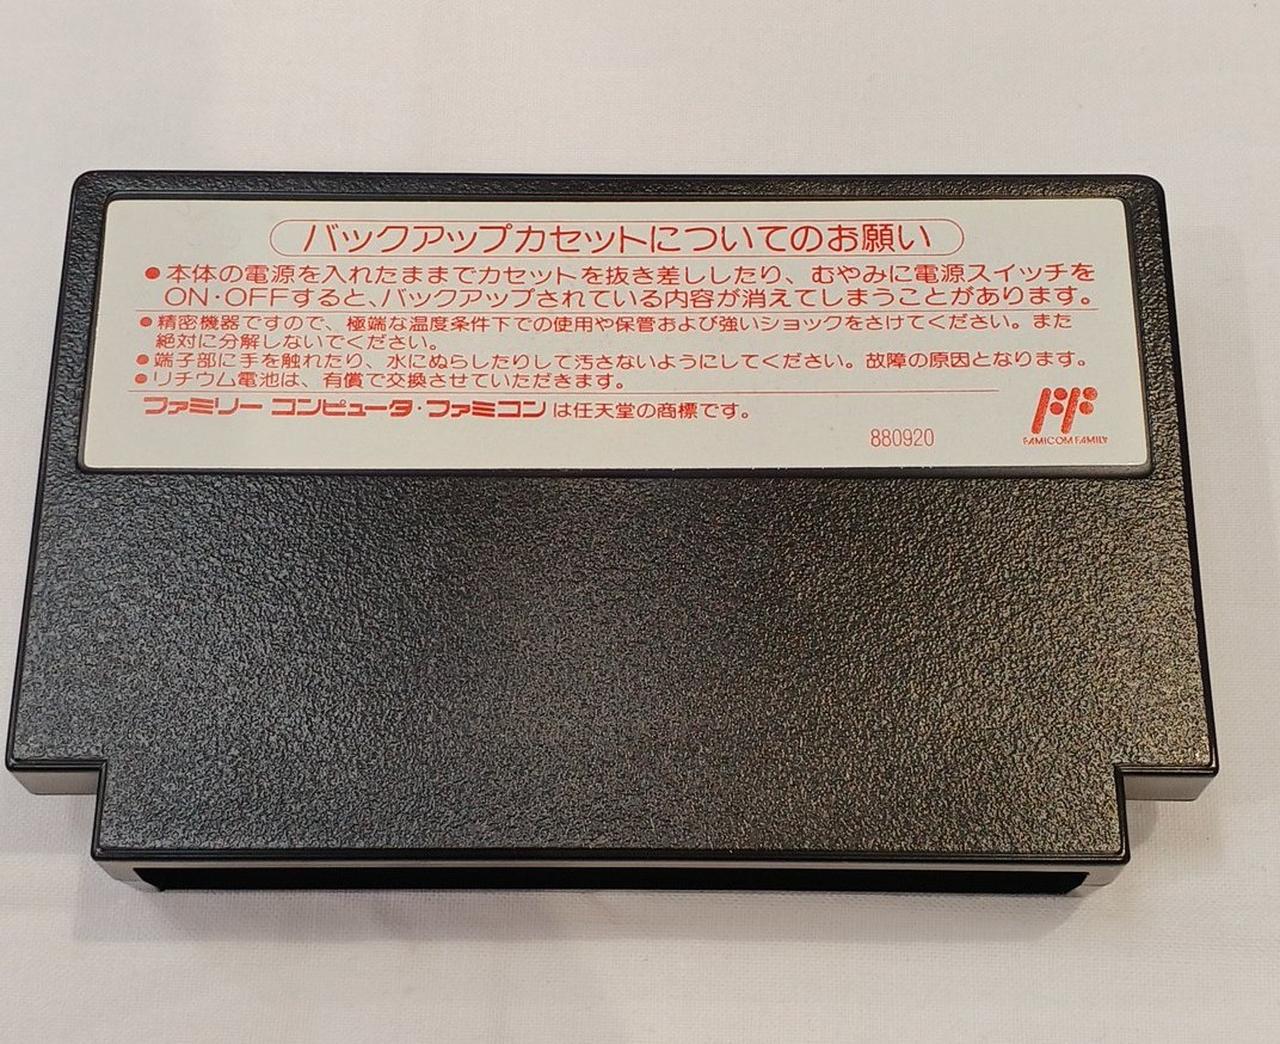 バックアップカセットについてのお願い
●本体の電源を入れたままでカセットを抜き差ししたり、むやみに電源スイッチを
ON・OFFすると、バックアップされている内容が消えてしまうことがあります。
●精密機器ですので、極端な温度条件下での使用や保管および強いショックをさけてください。また
絶対に分解しないでください。
●端子部に手を触れたり、水にぬらしたりして汚さないようにしてください。故障の原因となります。
●リチウム電池は、有償で交換させていただきます。
ファミリー コンピュータ・ファミコン は任天堂の商標です。
FF
FAMICOM FAMILY
880920